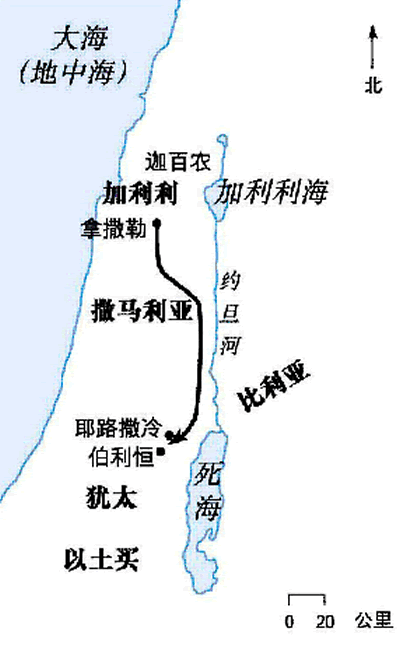 大海
(地中海)
北
迦百农
加利利
加利利海
拿撒勒
约
旦
河
撒马利亚
比利亚
耶路撒冷
伯利恒
死
海
犹太
以土买
0 20 公里